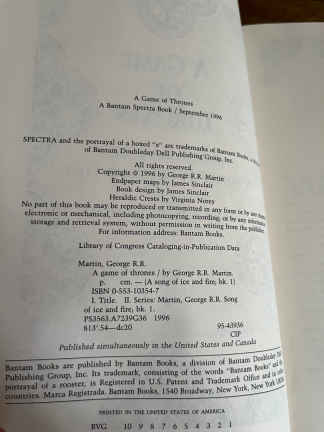 A Game of Thrones
A Bantam Spectra Book / September 1996
SPECTRA and the portrayal of a boxed "s" are trademarks of Bantam Books, a
of Bantam Doubleday Dell Publishing Group, Inc.
All rights reserved.
Copyright © 1996 by George R.R. Martin
Endpaper maps by James Sinclair
Book design by James Sinclair
Heraldic Crests by Virginia Norey
No part of this book may be reproduced or transmitted in any form or by any
electronic or mechanical, including photocopying, recording, or by any information
storage and retrieval system, without permission in writing from the publisher.
For information address: Bantam Books.
Library of Congress Cataloging-in-Publication Data
Martin, George R.R.
A game of thrones / by George R.R. Martin.
p. cm. — (A song of ice and fire; bk. 1)
ISBN 0-553-10354-7
I. Title. II. Series: Martin, George R.R. Song
of ice and fire, bk. 1.
PS3563.A7239G36 1996
813'.54—dc20 95-43936
CIP
Published simultaneously in the United States and Canada
Bantam Books are published by Bantam Books, a division of Bantam Doubleday Dell
Publishing Group, Inc. Its trademark, consisting of the words "Bantam Books" and the
portrayal of a rooster, is Registered in U.S. Patent and Trademark Office and in other
countries. Marca Registrada. Bantam Books, 1540 Broadway, New York, New York 10036.
PRINTED IN THE UNITED STATES OF AMERICA
BVG 10 9 8 7 6 5 4 3 2 1